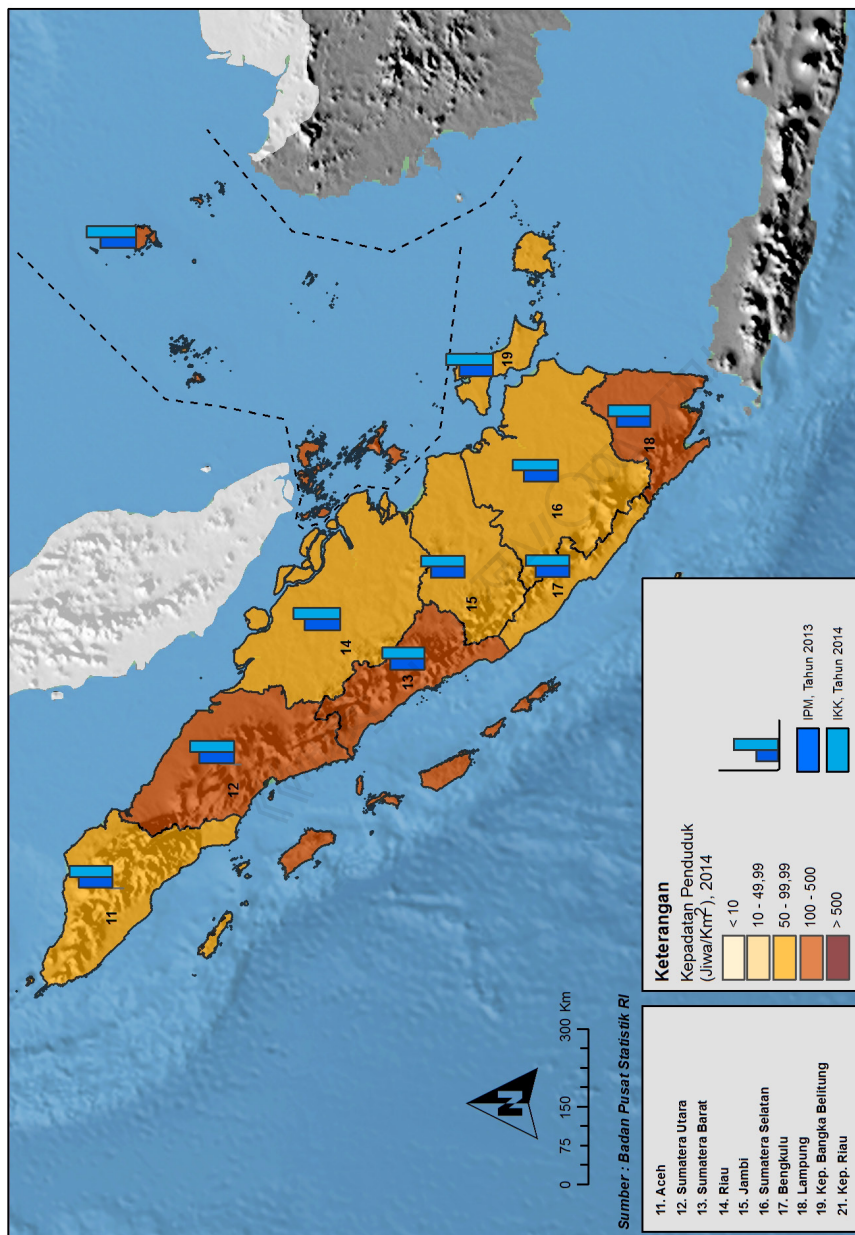 21
19
18
16
17
15
14
13
12
11
N
0 75 150 300 Km
Sumber : Badan Pusat Statistik RI
11. Aceh
12. Sumatera Utara
13. Sumatera Barat
14. Riau
15. Jambi
16. Sumatera Selatan
17. Bengkulu
18. Lampung
19. Kep. Bangka Belitung
21. Kep. Riau
Keterangan
Kepadatan Penduduk
(Jiwa/Km²), 2014
< 10
10 - 49,99
50 - 99,99
100 - 500
> 500
IPM, Tahun 2013
IKK, Tahun 2014